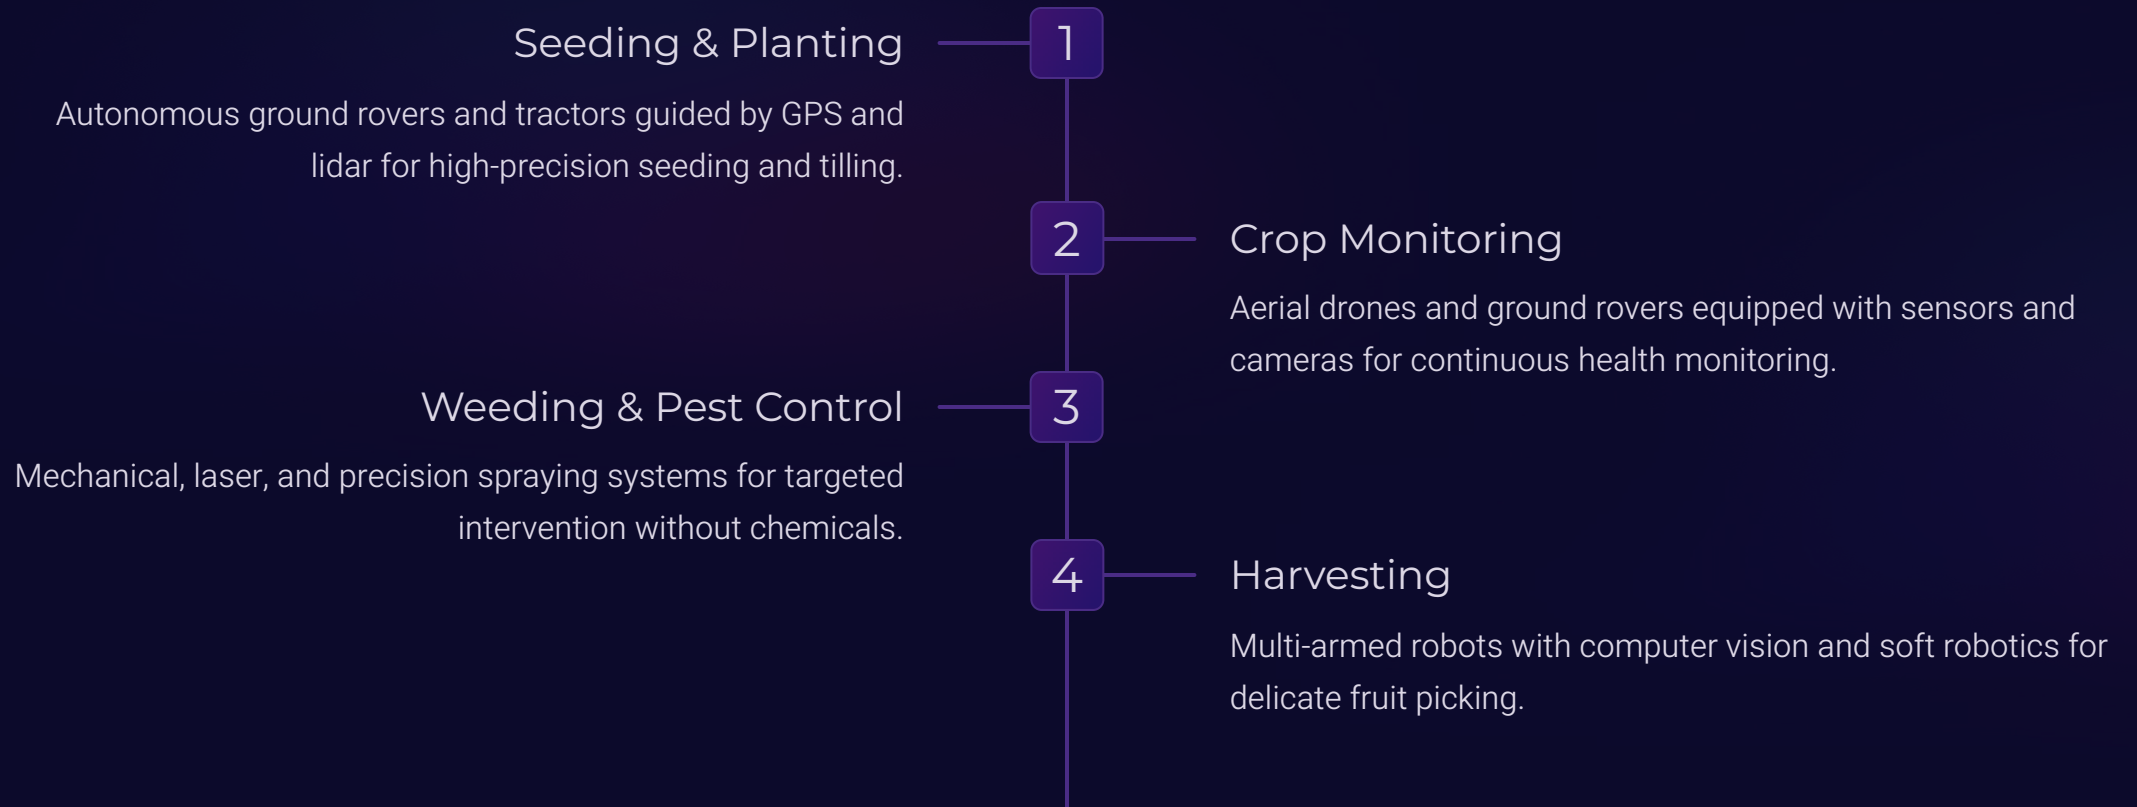 Seeding & Planting
1
Autonomous ground rovers and tractors guided by GPS and
lidar for high-precision seeding and tilling.
2
Crop Monitoring
Aerial drones and ground rovers equipped with sensors and
cameras for continuous health monitoring.
Weeding & Pest Control
3
Mechanical, laser, and precision spraying systems for targeted
intervention without chemicals.
4
Harvesting
Multi-armed robots with computer vision and soft robotics for
delicate fruit picking.